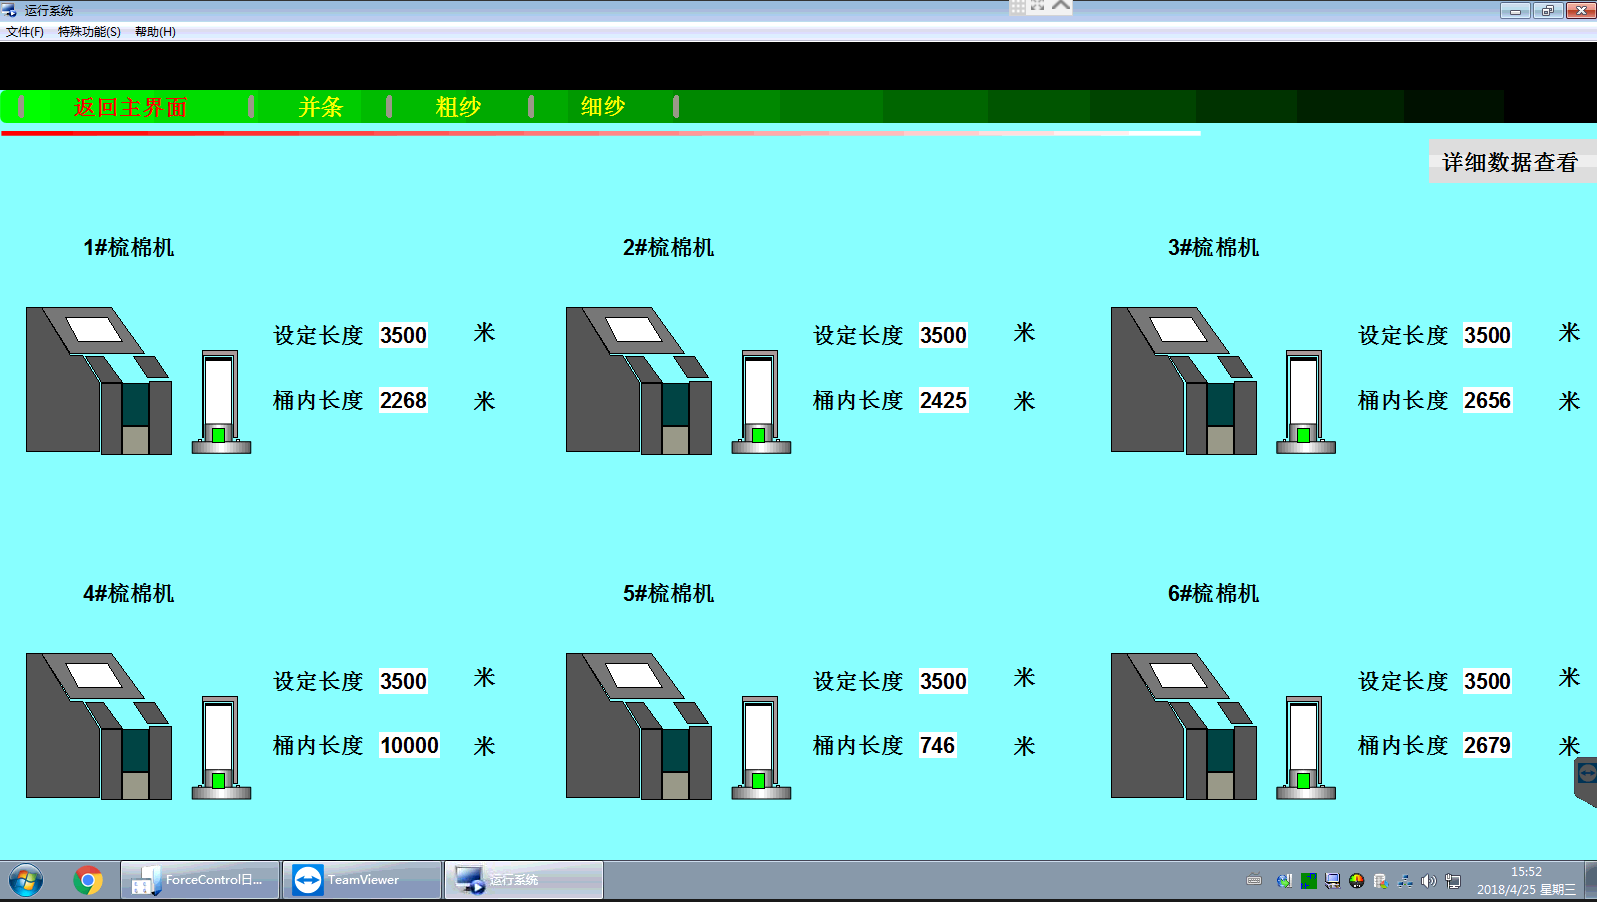 运行系统
文件(F) 特殊功能(S) 帮助(H)
返回主界面 并条 粗纱 细纱
详细数据查看
1#梳棉机 2#梳棉机 3#梳棉机
设定长度 3500 米 设定长度 3500 米 设定长度 3500 米
桶内长度 2268 米 桶内长度 2425 米 桶内长度 2656 米
4#梳棉机 5#梳棉机 6#梳棉机
设定长度 3500 米 设定长度 3500 米 设定长度 3500 米
桶内长度 10000 米 桶内长度 746 米 桶内长度 2679 米
ForceControl日... TeamViewer 运行系统 15:52
2018/4/25 星期三